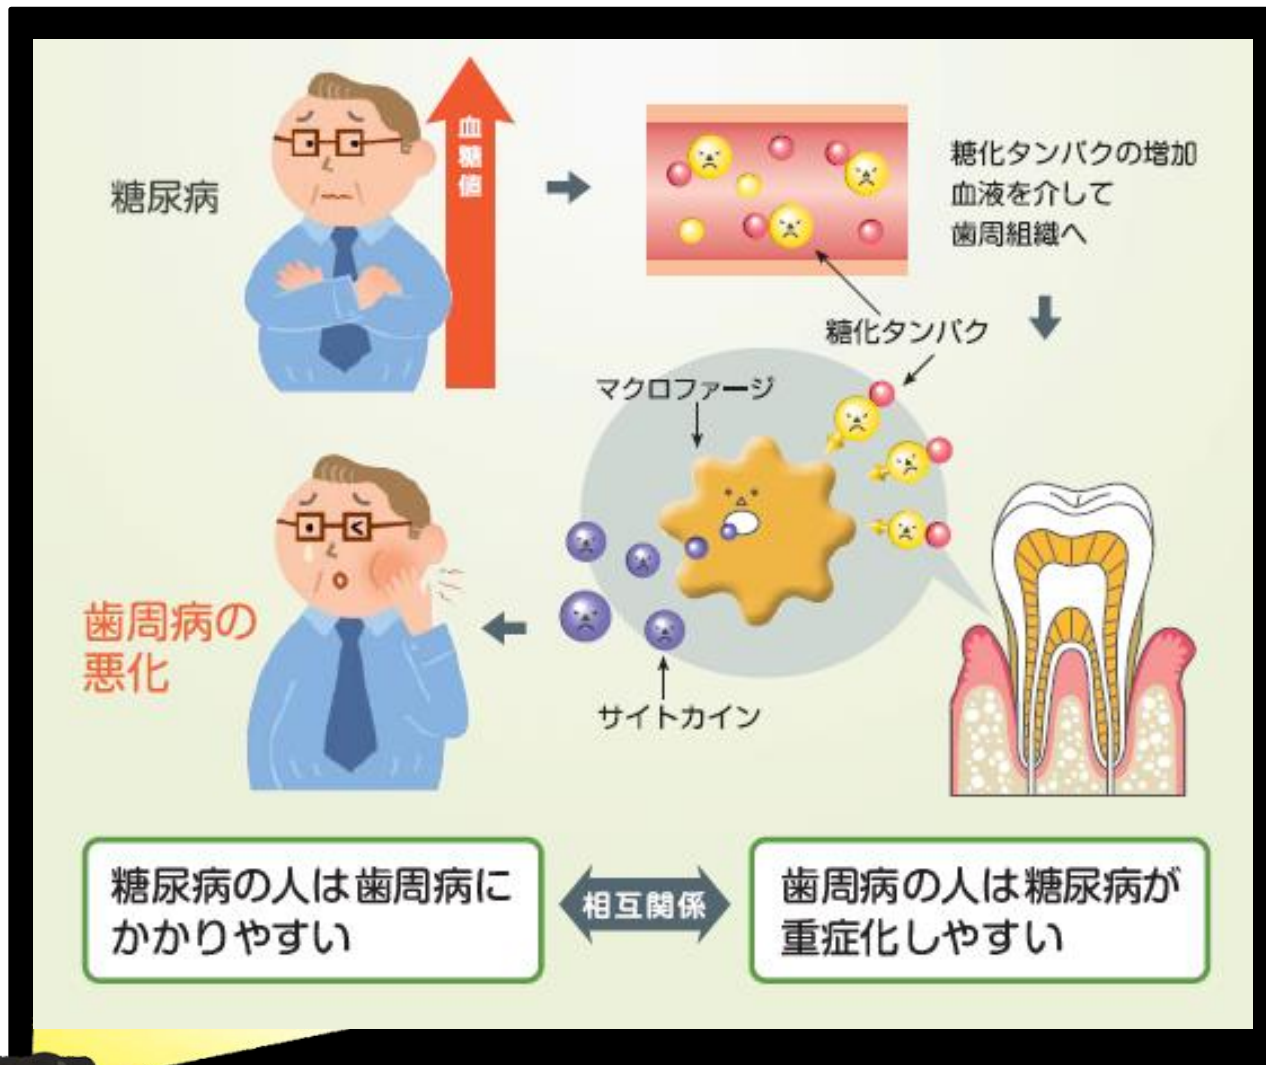 糖尿病
血糖値
糖化タンパクの増加
血液を介して
歯周組織へ
糖化タンパク
マクロファージ
サイトカイン
歯周病の
悪化
糖尿病の人は歯周病に
かかりやすい
相互関係
歯周病の人は糖尿病が
重症化しやすい